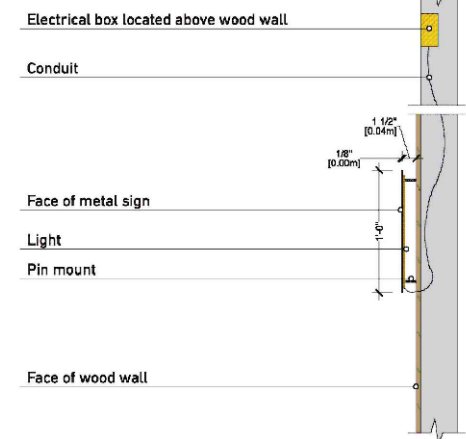 Electrical box located above wood wall
Conduit
1 1/2"
[0.04m]
1/8"
[0.00m]
Face of metal sign
1'-0"
Light
Pin mount
Face of wood wall